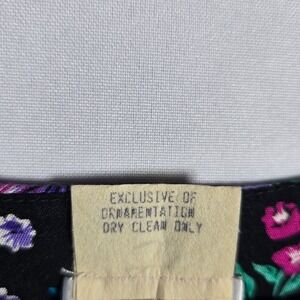 EXCLUSIVE OF
ORNAMENTATION
DRY CLEAN ONLY